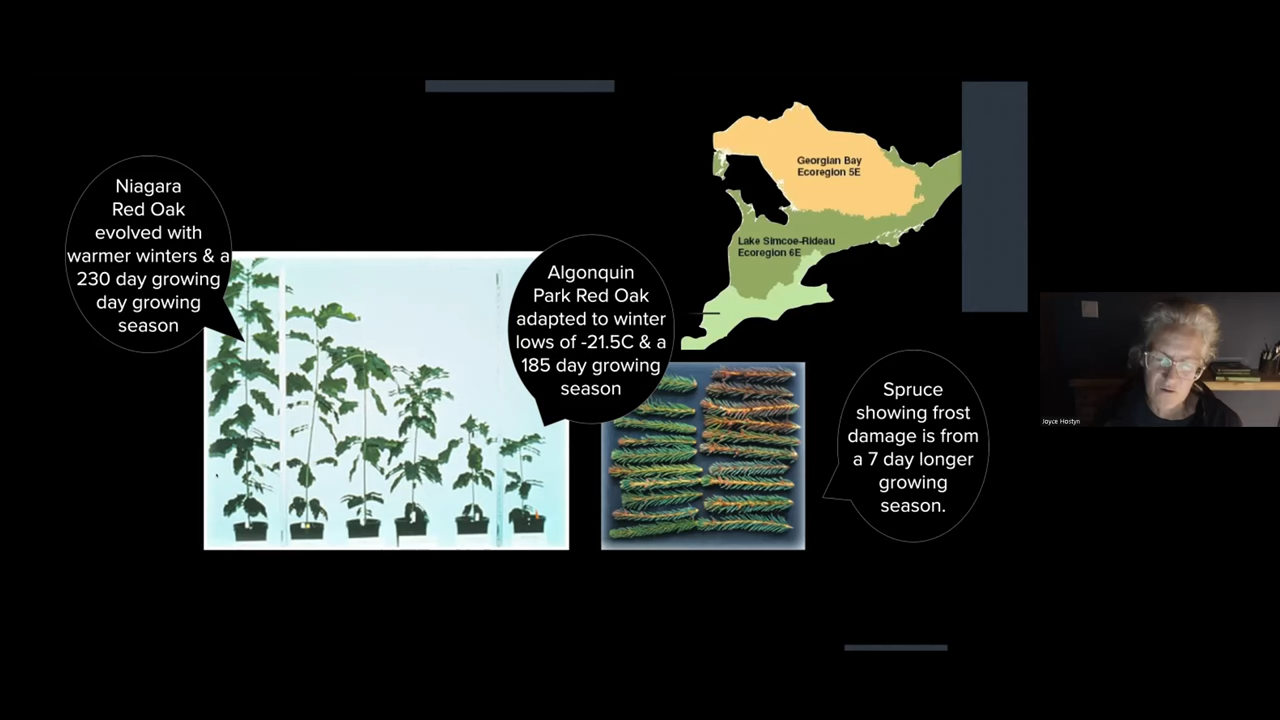 Niagara
Red Oak
evolved with
warmer winters & a
230 day growing
day growing
season
Algonquin
Park Red Oak
adapted to winter
lows of -21.5C & a
185 day growing
season
Georgian Bay
Ecoregion 5E
Lake Simcoe-Rideau
Ecoregion 6E
Spruce
showing frost
damage is from
a 7 day longer
growing
season.
Joyce Hostyn